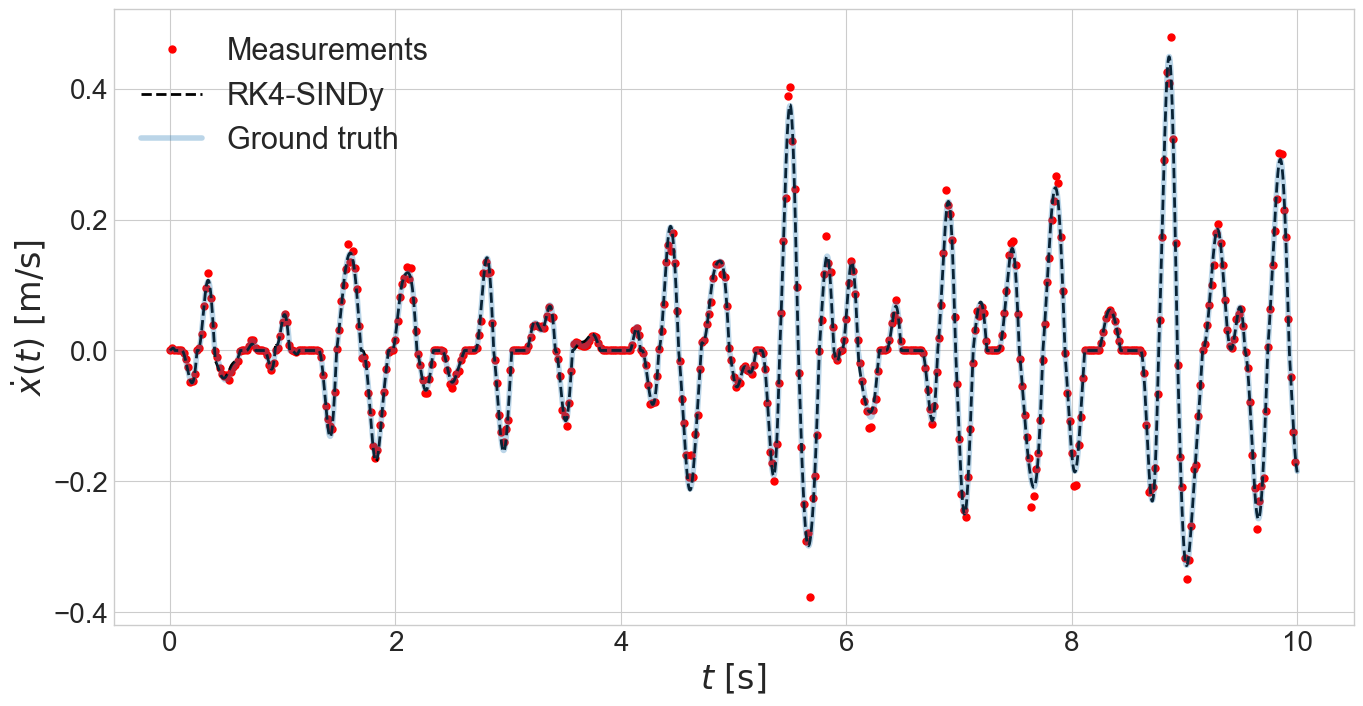 Measurements
RK4-SINDy
Ground truth
ẋ(t) [m/s]
0.4
0.2
0.0
−0.2
−0.4
0 2 4 6 8 10
t [s]